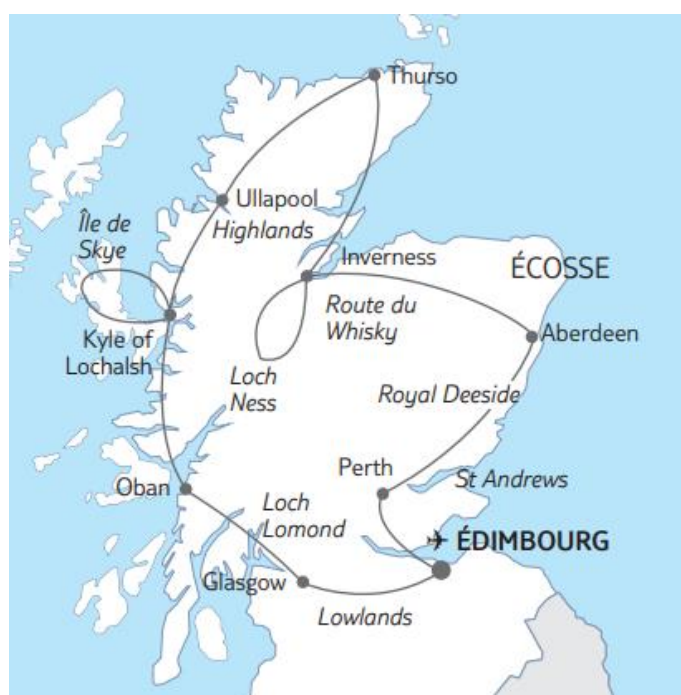 Thurso
Ullapool
Highlands
Île de
Skye
Inverness
ÉCOSSE
Route du
Whisky
Kyle of
Lochalsh
Aberdeen
Loch
Ness
Royal Deeside
Perth
St Andrews
Oban
Loch
Lomond
ÉDIMBOURG
Glasgow
Lowlands